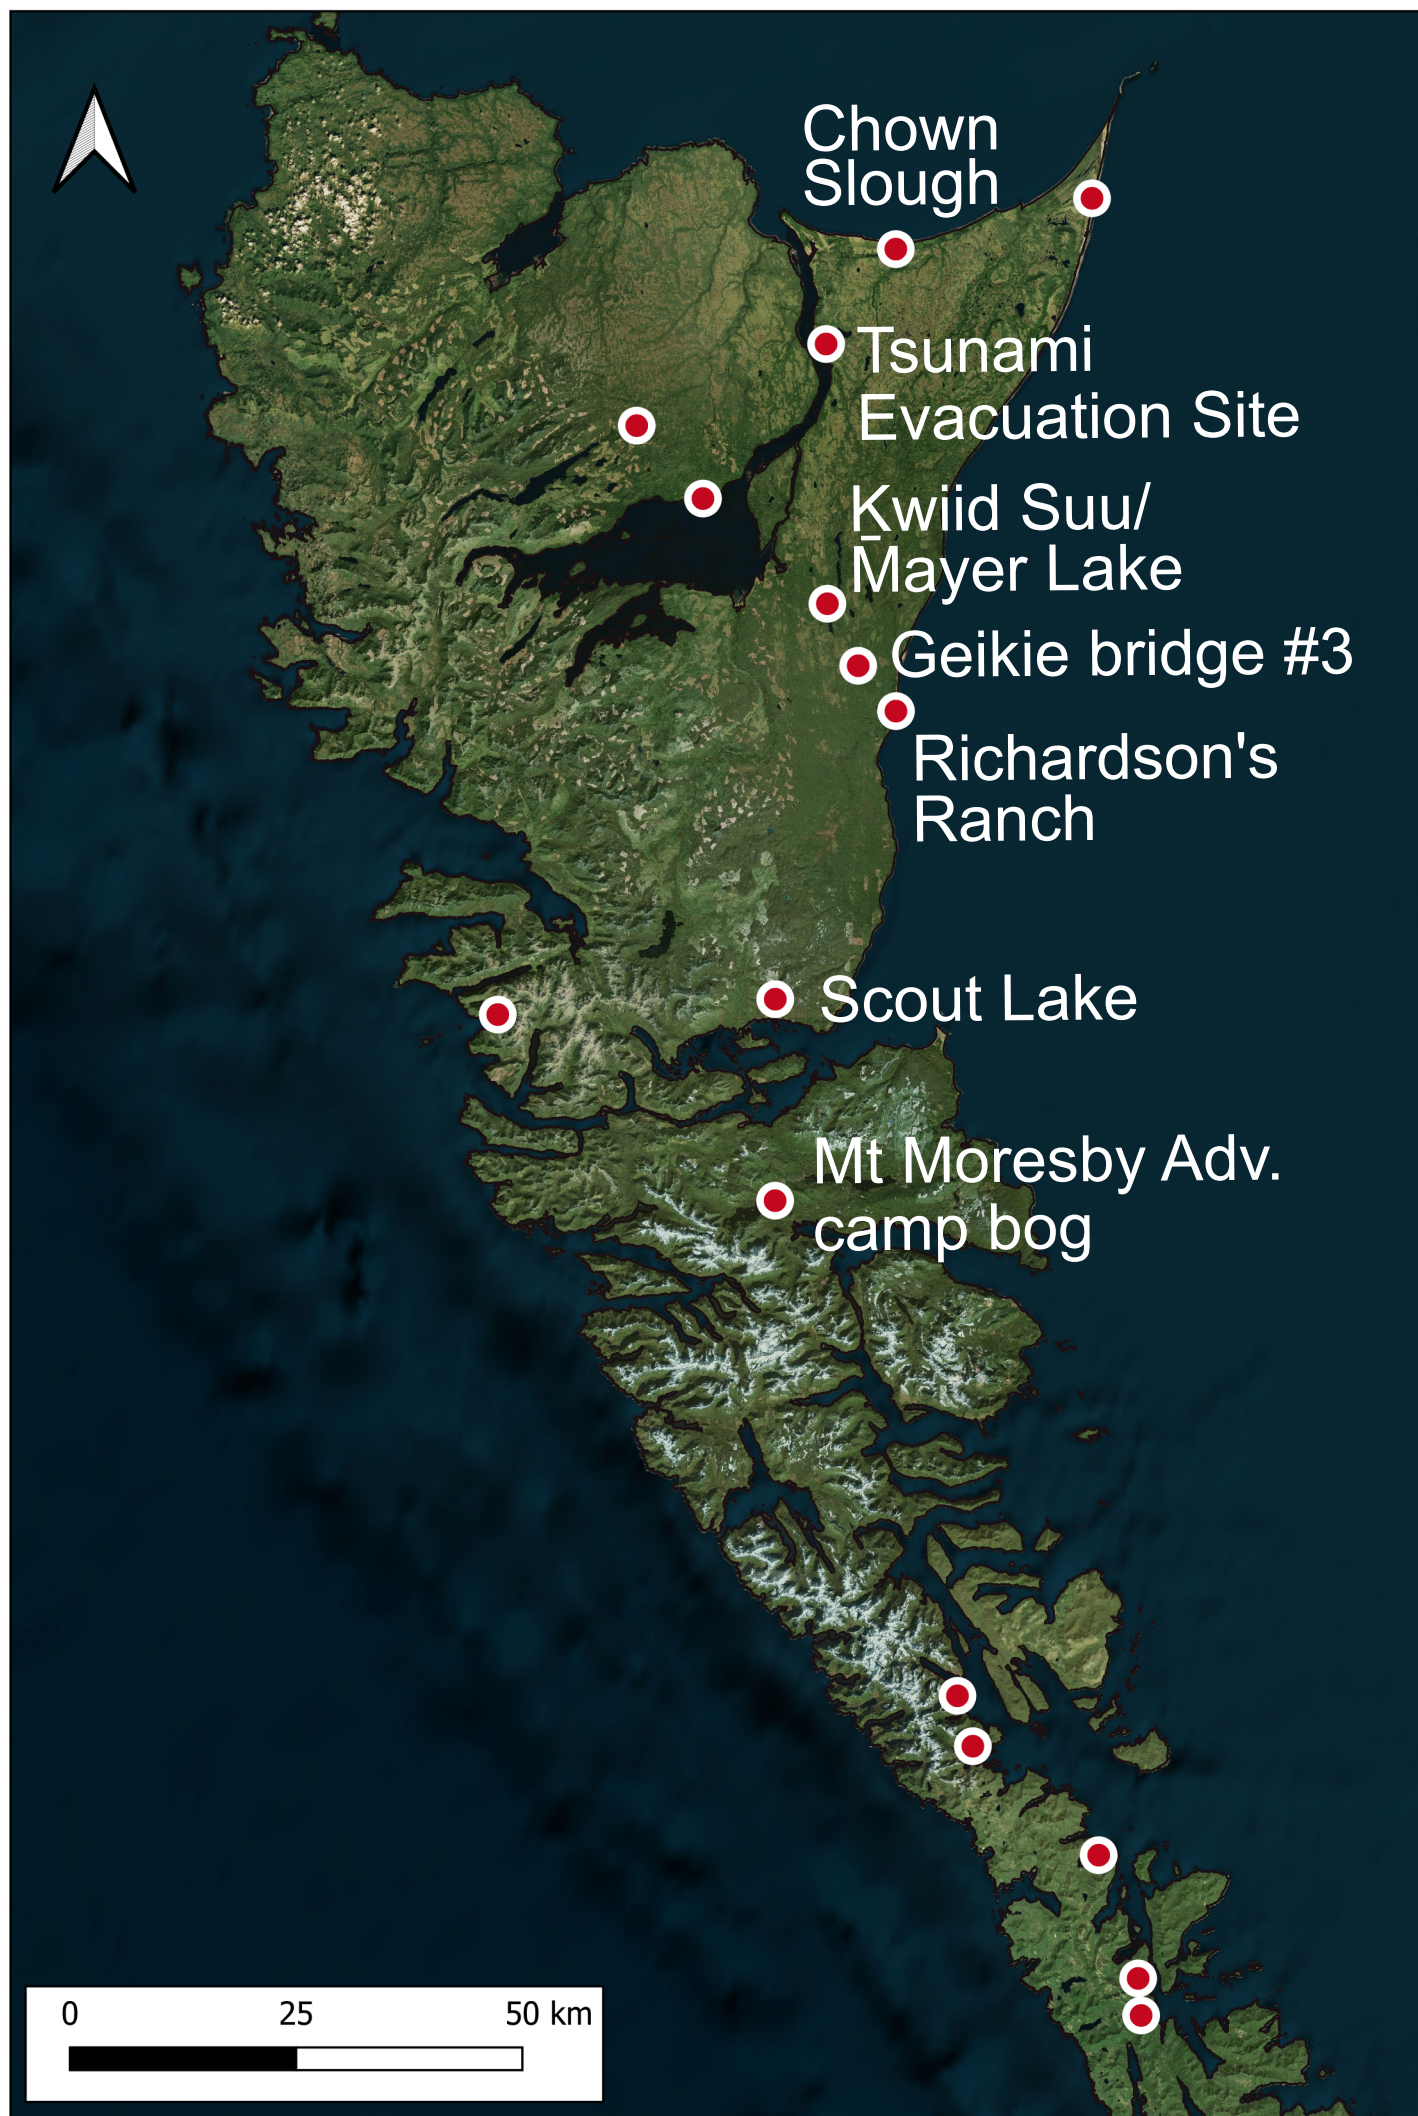 Chown
Slough
Tsunami
Evacuation Site
Ḵwiid Suu/
Mayer Lake
Geikie bridge #3
Richardson's
Ranch
Scout Lake
Mt Moresby Adv.
camp bog
0 25 50 km